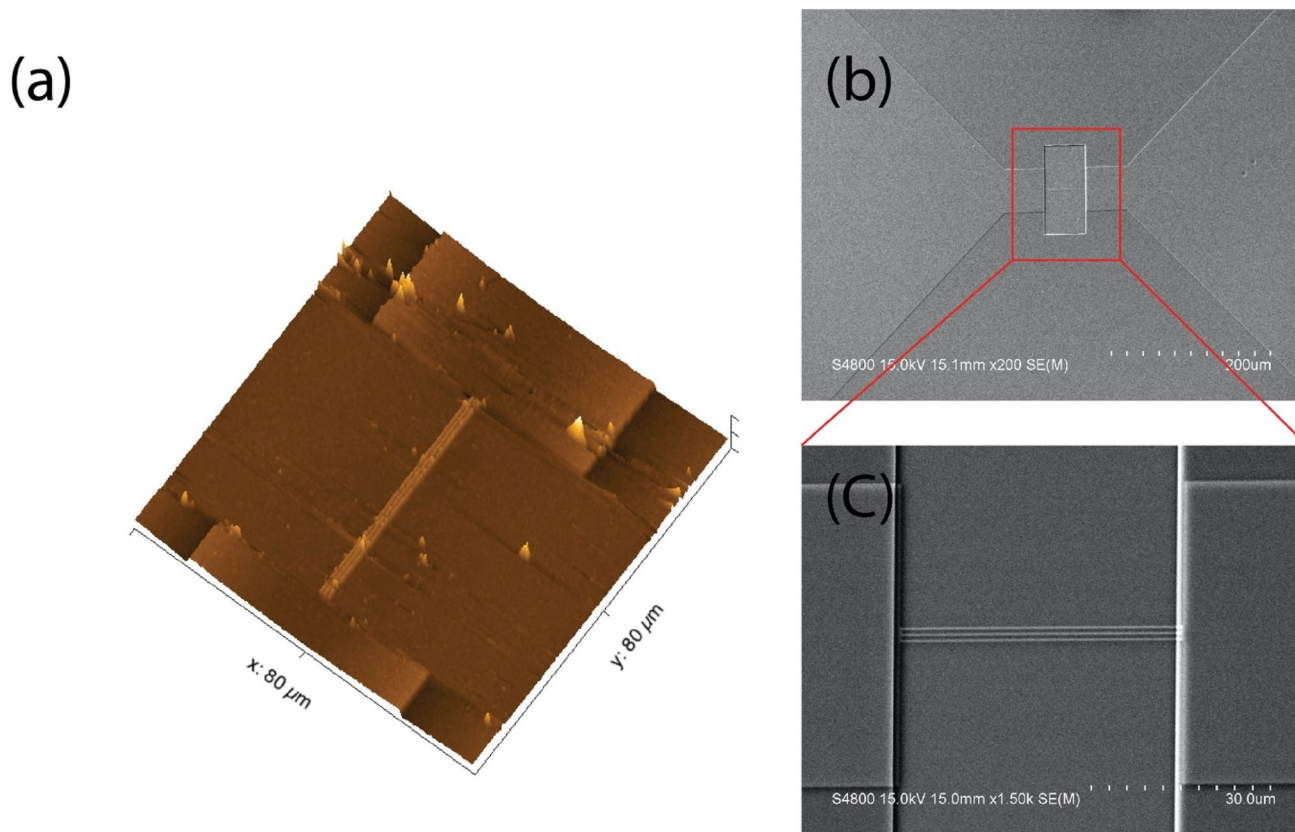 (a)
x: 80 µm
y: 80 µm
(b)
S4800 15.0kV 15.1mm x200 SE(M)
200um
(C)
S4800 15.0kV 15.0mm x1.50k SE(M)
30.0um